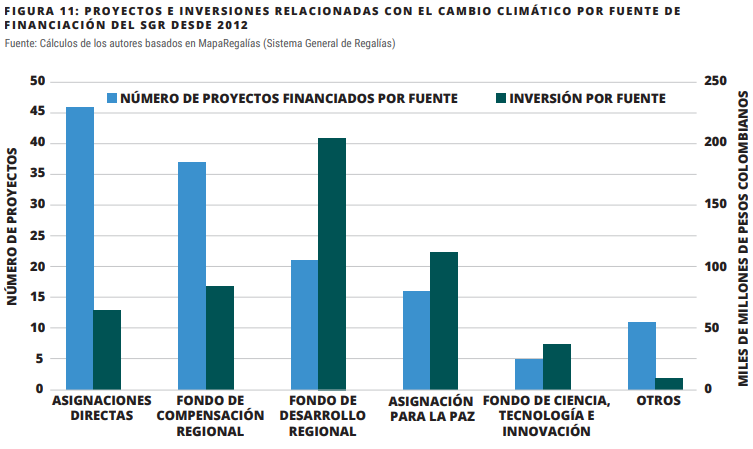 FIGURA 11: PROYECTOS E INVERSIONES RELACIONADAS CON EL CAMBIO CLIMÁTICO POR FUENTE DE
FINANCIACIÓN DEL SGR DESDE 2012
Fuente: Cálculos de los autores basados en MapaRegalías (Sistema General de Regalías)
NÚMERO DE PROYECTOS
50
45
40
35
30
25
20
15
10
5
0
NÚMERO DE PROYECTOS FINANCIADOS POR FUENTE
INVERSIÓN POR FUENTE
250
200
150
100
50
0
MILES DE MILLONES DE PESOS COLOMBIANOS
ASIGNACIONES
DIRECTAS
FONDO DE
COMPENSACIÓN
REGIONAL
FONDO DE
DESARROLLO
REGIONAL
ASIGNACIÓN
PARA LA PAZ
FONDO DE CIENCIA,
TECNOLOGÍA E
INNOVACIÓN
OTROS